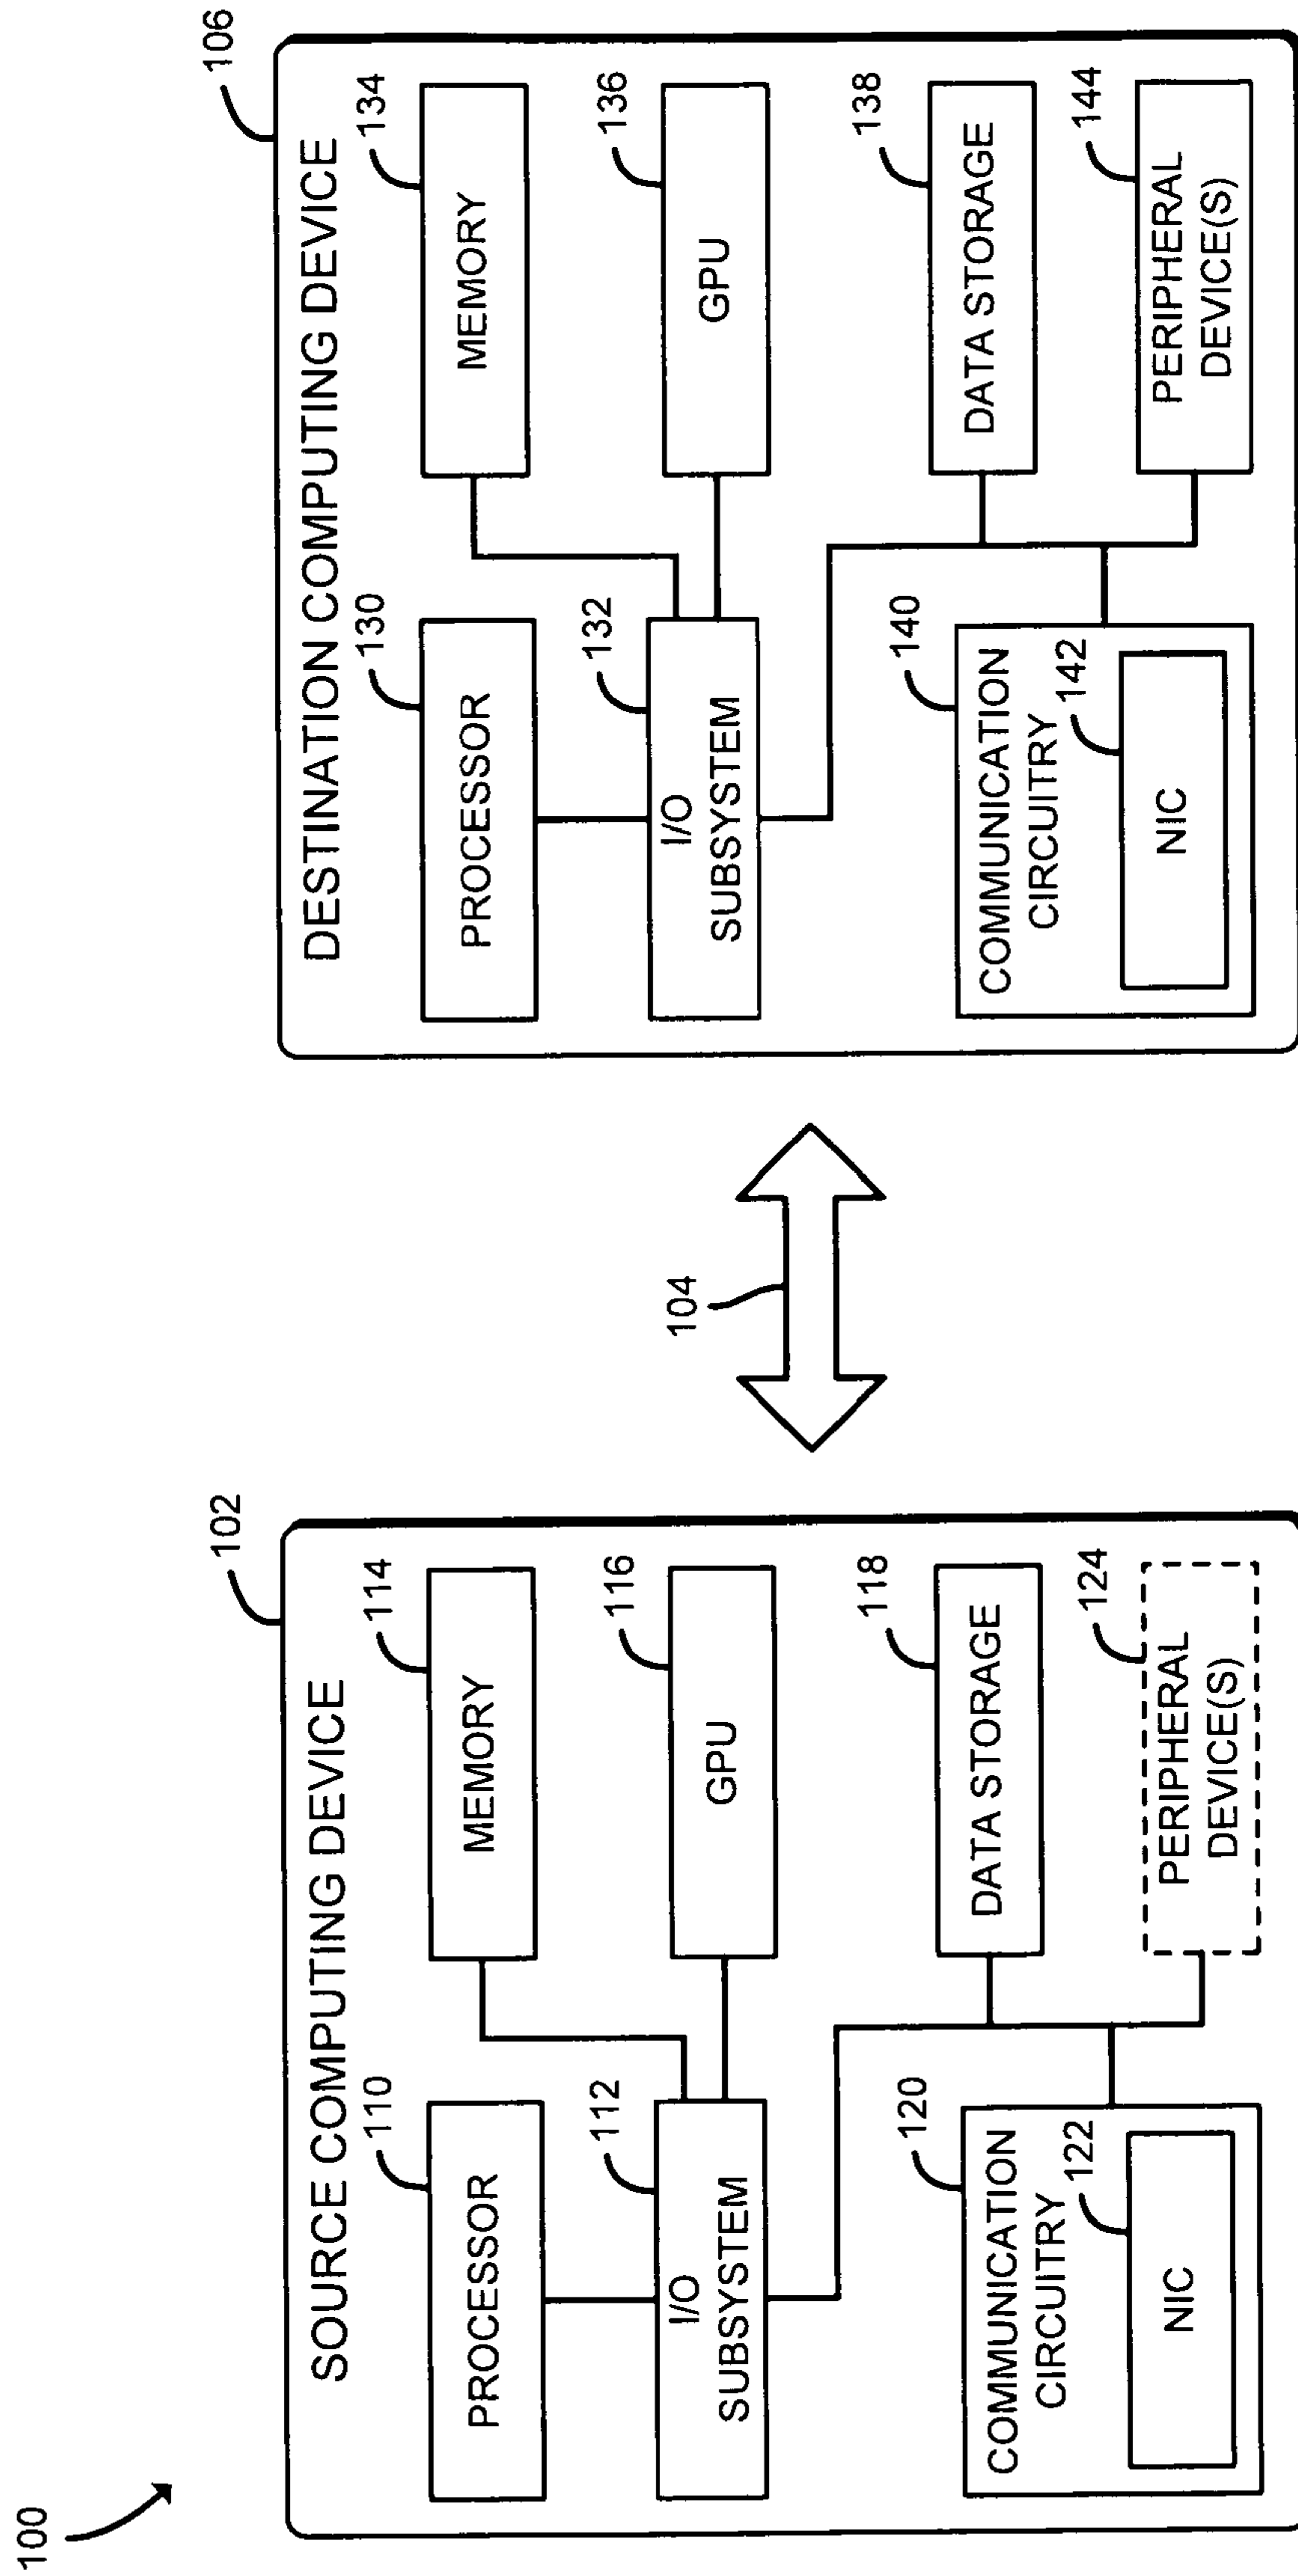 100
102
SOURCE COMPUTING DEVICE
110
PROCESSOR
114
MEMORY
112
I/O
SUBSYSTEM
116
GPU
118
DATA STORAGE
120
COMMUNICATION
CIRCUITRY
122
NIC
124
PERIPHERAL
DEVICE(S)
104
106
DESTINATION COMPUTING DEVICE
130
PROCESSOR
134
MEMORY
132
I/O
SUBSYSTEM
136
GPU
138
DATA STORAGE
140
COMMUNICATION
CIRCUITRY
142
NIC
144
PERIPHERAL
DEVICE(S)